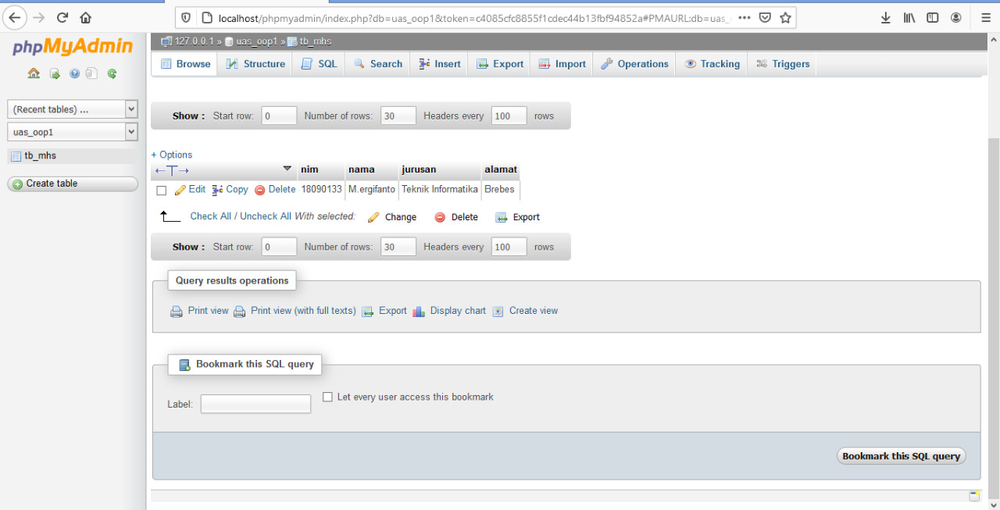 localhost/phpmyadmin/index.php?db=uas_oop1&token=c4085cfc8855f1cdec44b13fbf94852a#PMAURL:db=uas_
phpMyAdmin
127.0.0.1 » uas_oop1 » tb_mhs
Browse Structure SQL Search Insert Export Import Operations Tracking Triggers
(Recent tables) ...
uas_oop1
tb_mhs
Create table
Show : Start row: 0 Number of rows: 30 Headers every 100 rows
+ Options
←T→ nim nama jurusan alamat
Edit Copy Delete 18090133 M.ergifanto Teknik Informatika Brebes
Check All / Uncheck All With selected: Change Delete Export
Show : Start row: 0 Number of rows: 30 Headers every 100 rows
Query results operations
Print view Print view (with full texts) Export Display chart Create view
Bookmark this SQL query
Label: Let every user access this bookmark
Bookmark this SQL query